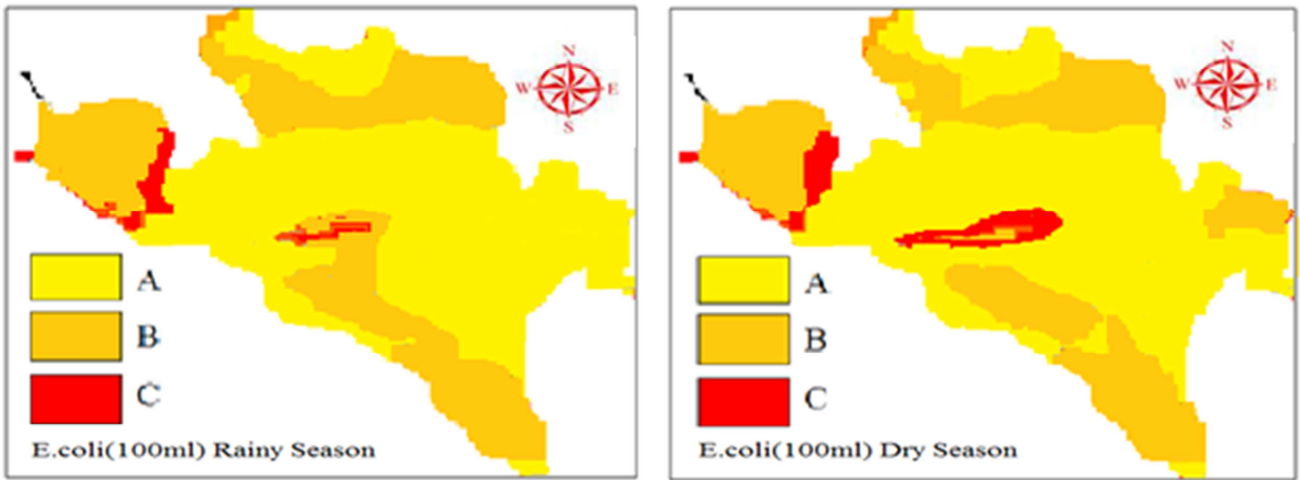 N
W E
S
A
B
C
E.coli(100ml) Rainy Season
N
W E
S
A
B
C
E.coli(100ml) Dry Season